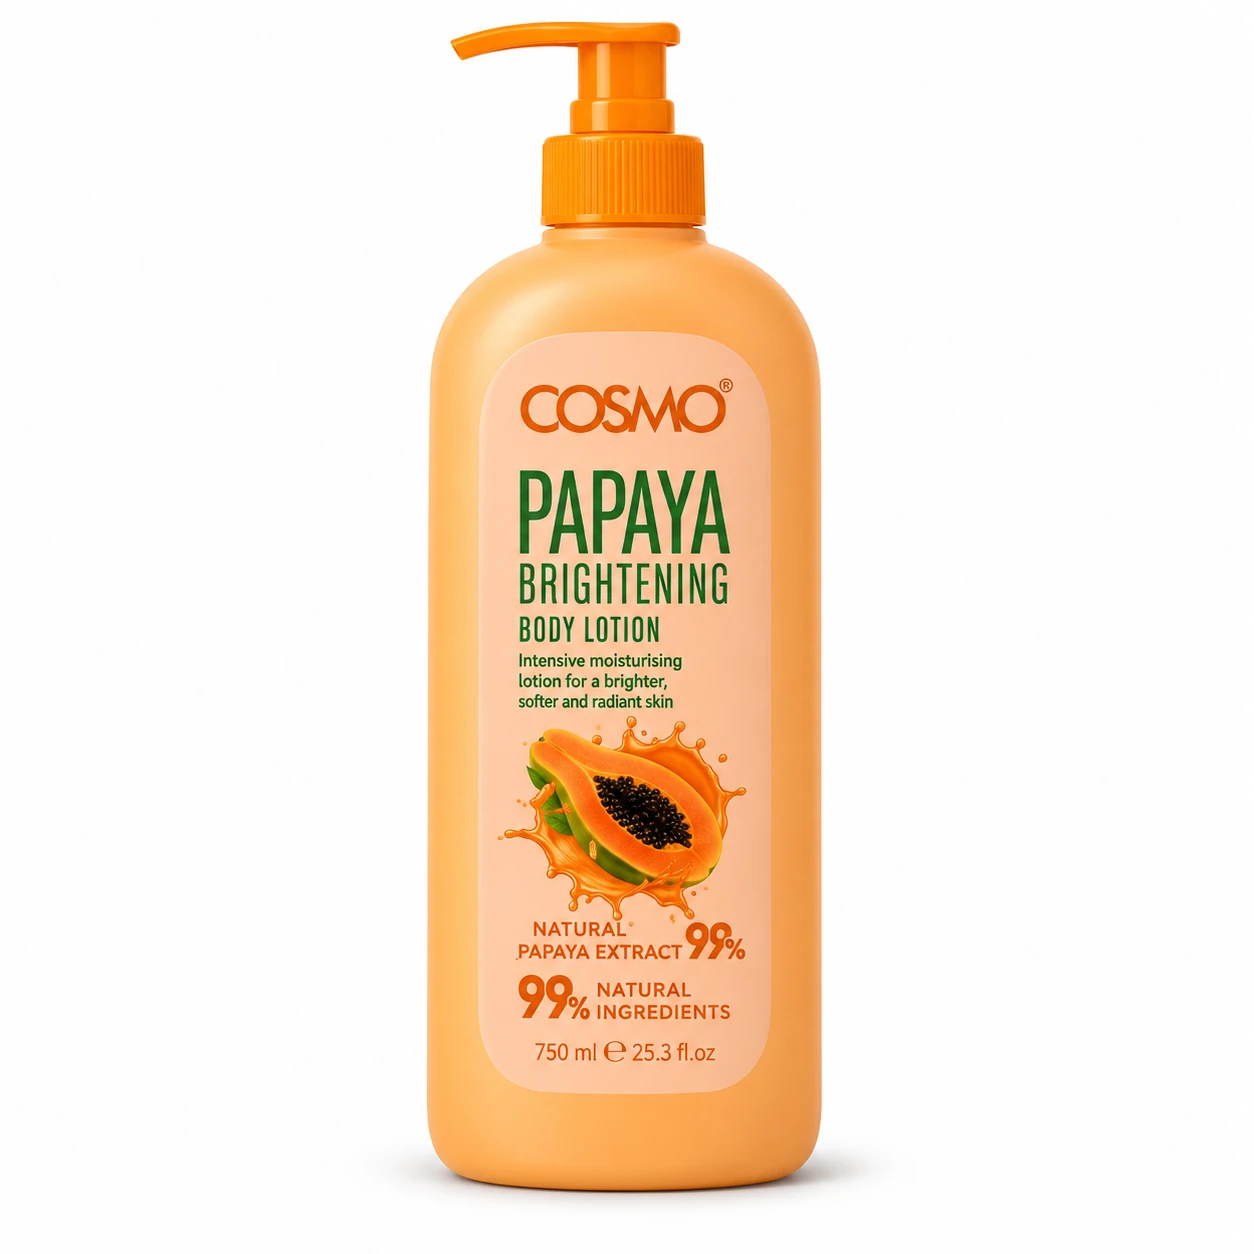 COSMO®
PAPAYA
BRIGHTENING
BODY LOTION
Intensive moisturising
lotion for a brighter,
softer and radiant skin
NATURAL
PAPAYA EXTRACT 99%
99% NATURAL
INGREDIENTS
750 ml ℮ 25.3 fl.oz